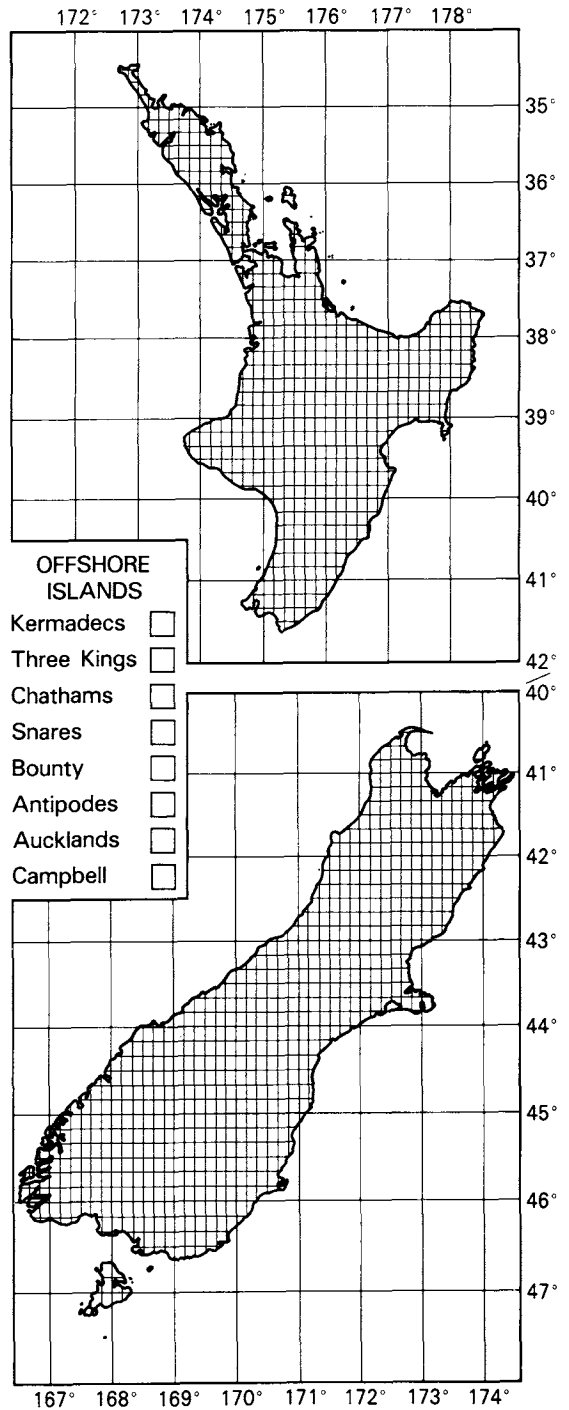 172° 173° 174° 175° 176° 177° 178°
35°
36°
37°
38°
39°
40°
41°
42°
OFFSHORE
ISLANDS
Kermadecs
Three Kings
Chathams
Snares
Bounty
Antipodes
Aucklands
Campbell
40°
41°
42°
43°
44°
45°
46°
47°
167° 168° 169° 170° 171° 172° 173° 174°